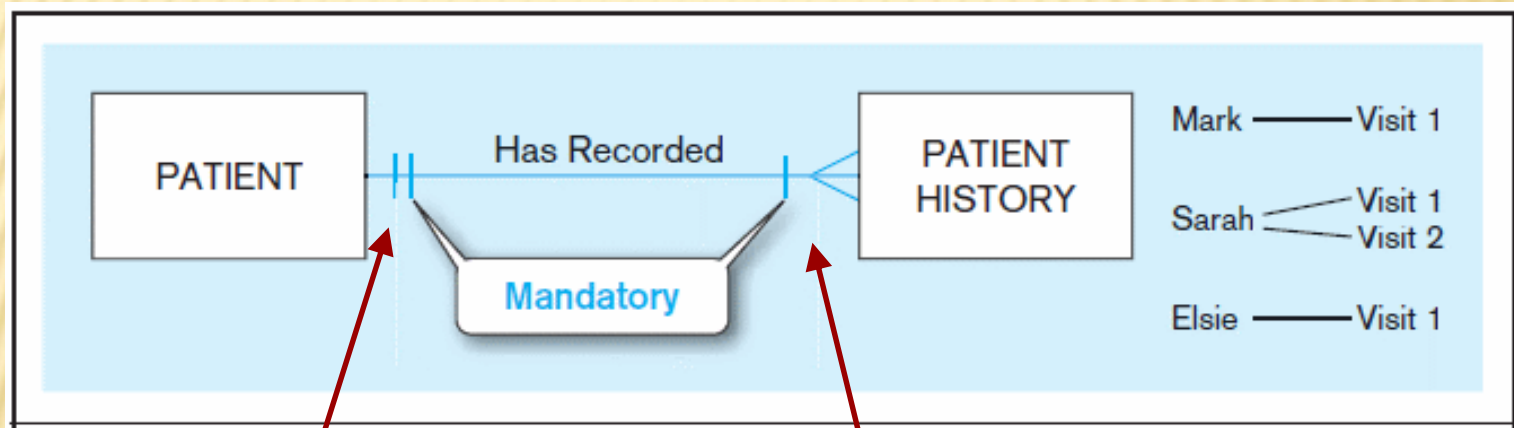 PATIENT
Has Recorded
PATIENT
HISTORY
Mandatory
Mark
Visit 1
Sarah
Visit 1
Visit 2
Elsie
Visit 1